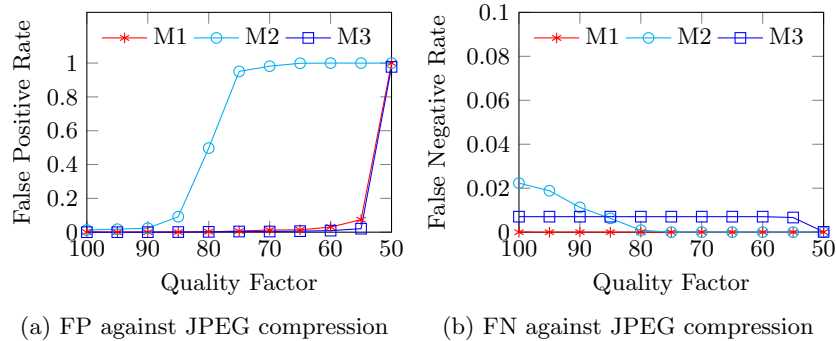 M1 M2 M3
1
0.8
0.6
0.4
0.2
0
100 90 80 70 60 50
False Positive Rate
Quality Factor
(a) FP against JPEG compression
M1 M2 M3
0.1
0.08
0.06
0.04
0.02
0
100 90 80 70 60 50
False Negative Rate
Quality Factor
(b) FN against JPEG compression